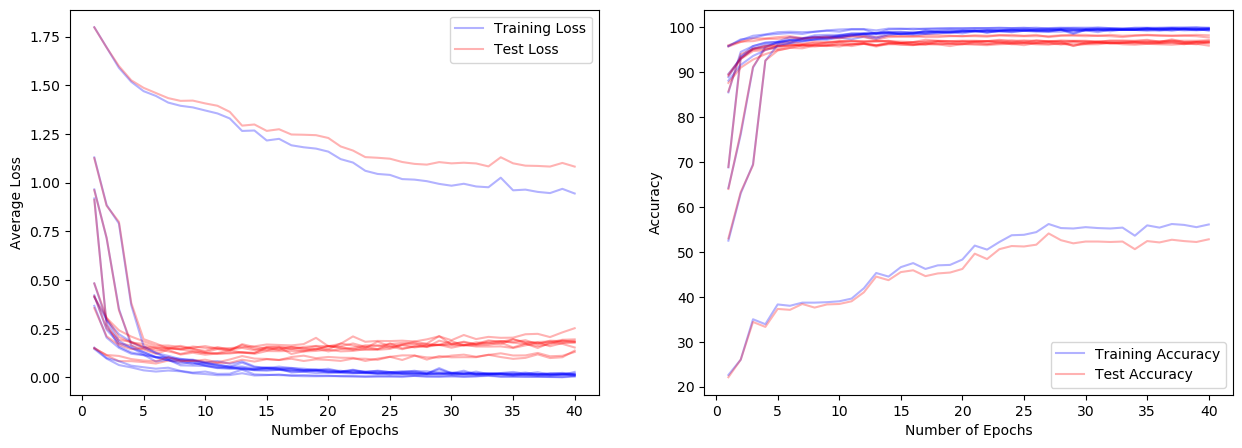 1.75
1.50
1.25
1.00
0.75
0.50
0.25
0.00
Average Loss
0 5 10 15 20 25 30 35 40
Number of Epochs
Training Loss
Test Loss
100
90
80
70
60
50
40
30
20
Accuracy
0 5 10 15 20 25 30 35 40
Number of Epochs
Training Accuracy
Test Accuracy